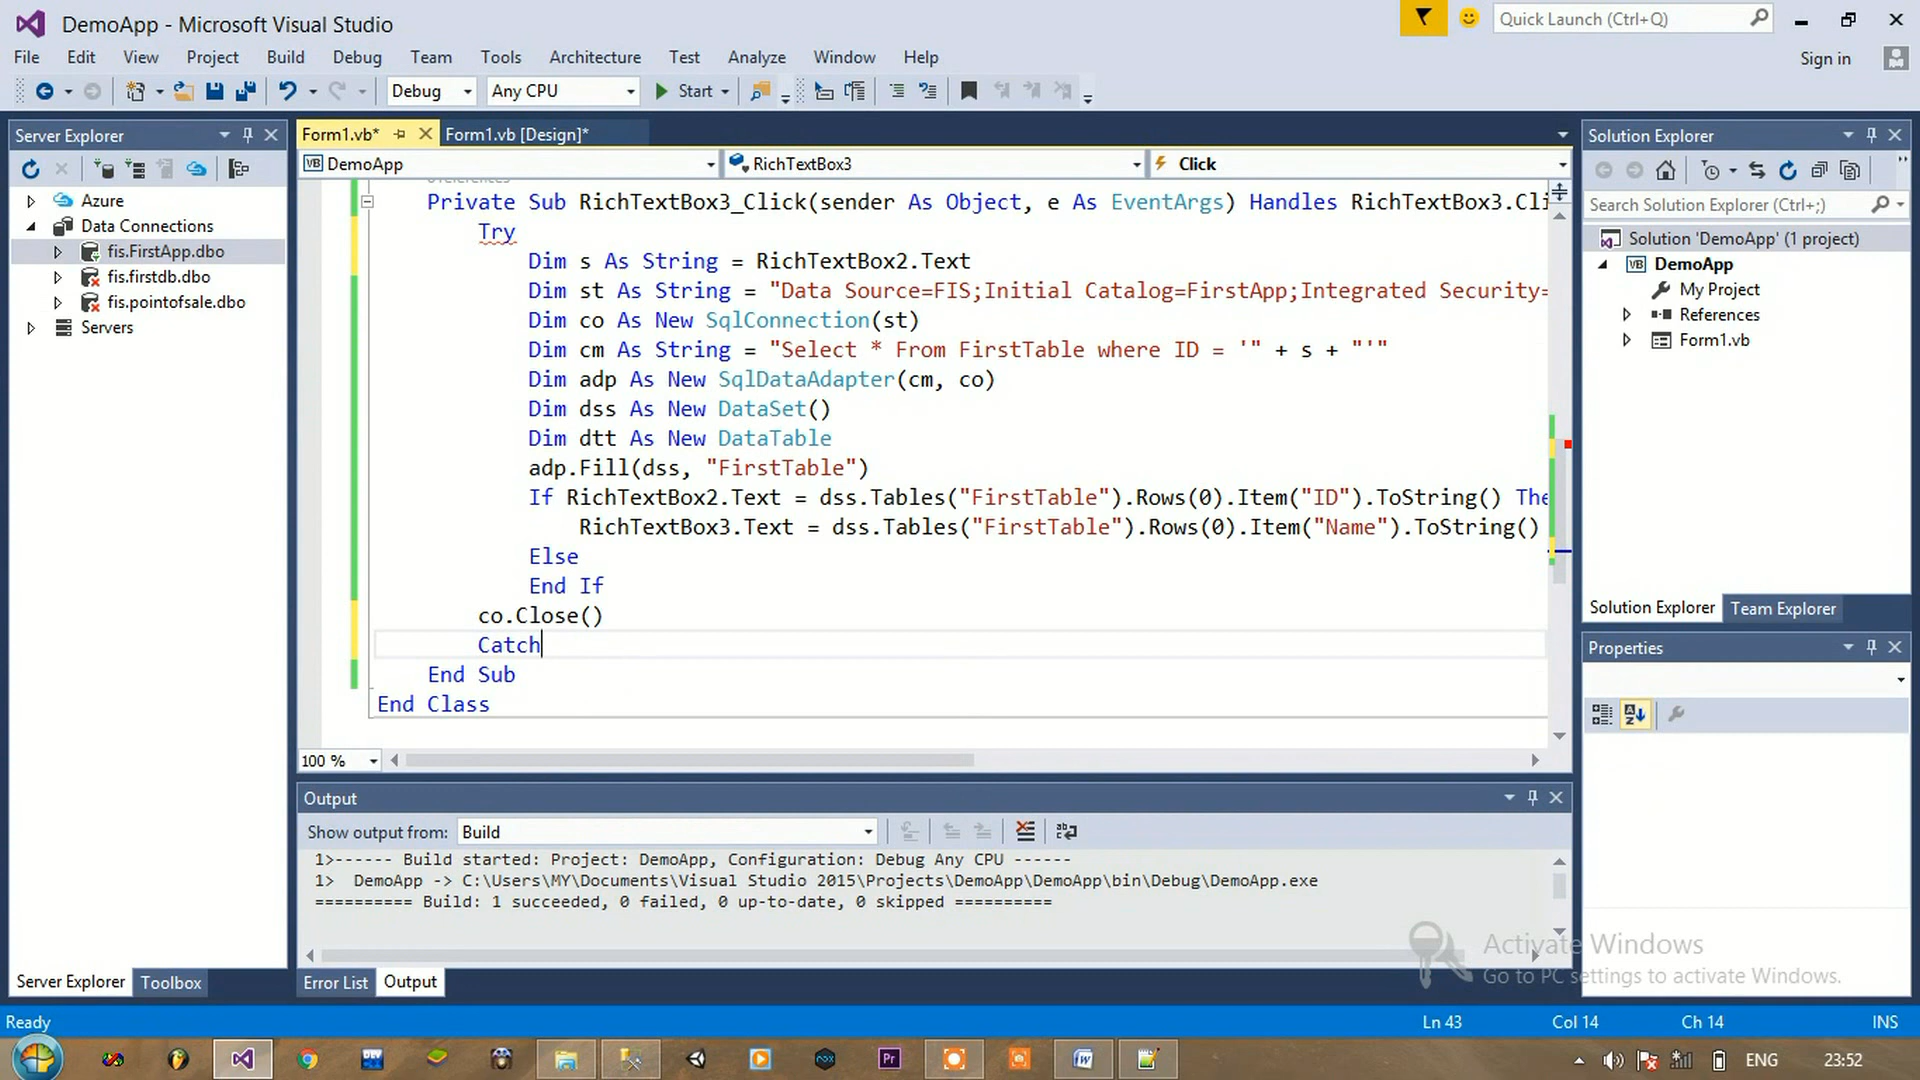 DemoApp - Microsoft Visual Studio
Quick Launch (Ctrl+Q)
File Edit View Project Build Debug Team Tools Architecture Test Analyze Window Help
Sign in
Debug Any CPU Start
Server Explorer
Azure
Data Connections
fis.FirstApp.dbo
fis.firstdb.dbo
fis.pointofsale.dbo
Servers
Server Explorer Toolbox
Form1.vb* Form1.vb [Design]*
DemoApp RichTextBox3 Click
Private Sub RichTextBox3_Click(sender As Object, e As EventArgs) Handles RichTextBox3.Cli
Try
Dim s As String = RichTextBox2.Text
Dim st As String = "Data Source=FIS;Initial Catalog=FirstApp;Integrated Security=
Dim co As New SqlConnection(st)
Dim cm As String = "Select * From FirstTable where ID = '" + s + "'"
Dim adp As New SqlDataAdapter(cm, co)
Dim dss As New DataSet()
Dim dtt As New DataTable
adp.Fill(dss, "FirstTable")
If RichTextBox2.Text = dss.Tables("FirstTable").Rows(0).Item("ID").ToString() The
RichTextBox3.Text = dss.Tables("FirstTable").Rows(0).Item("Name").ToString()
Else
End If
co.Close()
Catch
End Sub
End Class
100 %
Output
Show output from: Build
1>------ Build started: Project: DemoApp, Configuration: Debug Any CPU ------
1> DemoApp -> C:\Users\MY\Documents\Visual Studio 2015\Projects\DemoApp\DemoApp\bin\Debug\DemoApp.exe
========== Build: 1 succeeded, 0 failed, 0 up-to-date, 0 skipped ==========
Error List Output
Solution Explorer
Search Solution Explorer (Ctrl+;)
Solution 'DemoApp' (1 project)
VB DemoApp
My Project
References
Form1.vb
Solution Explorer Team Explorer
Properties
Activate Windows
Go to PC settings to activate Windows.
Ready Ln 43 Col 14 Ch 14 INS
Pr ENG 23:52